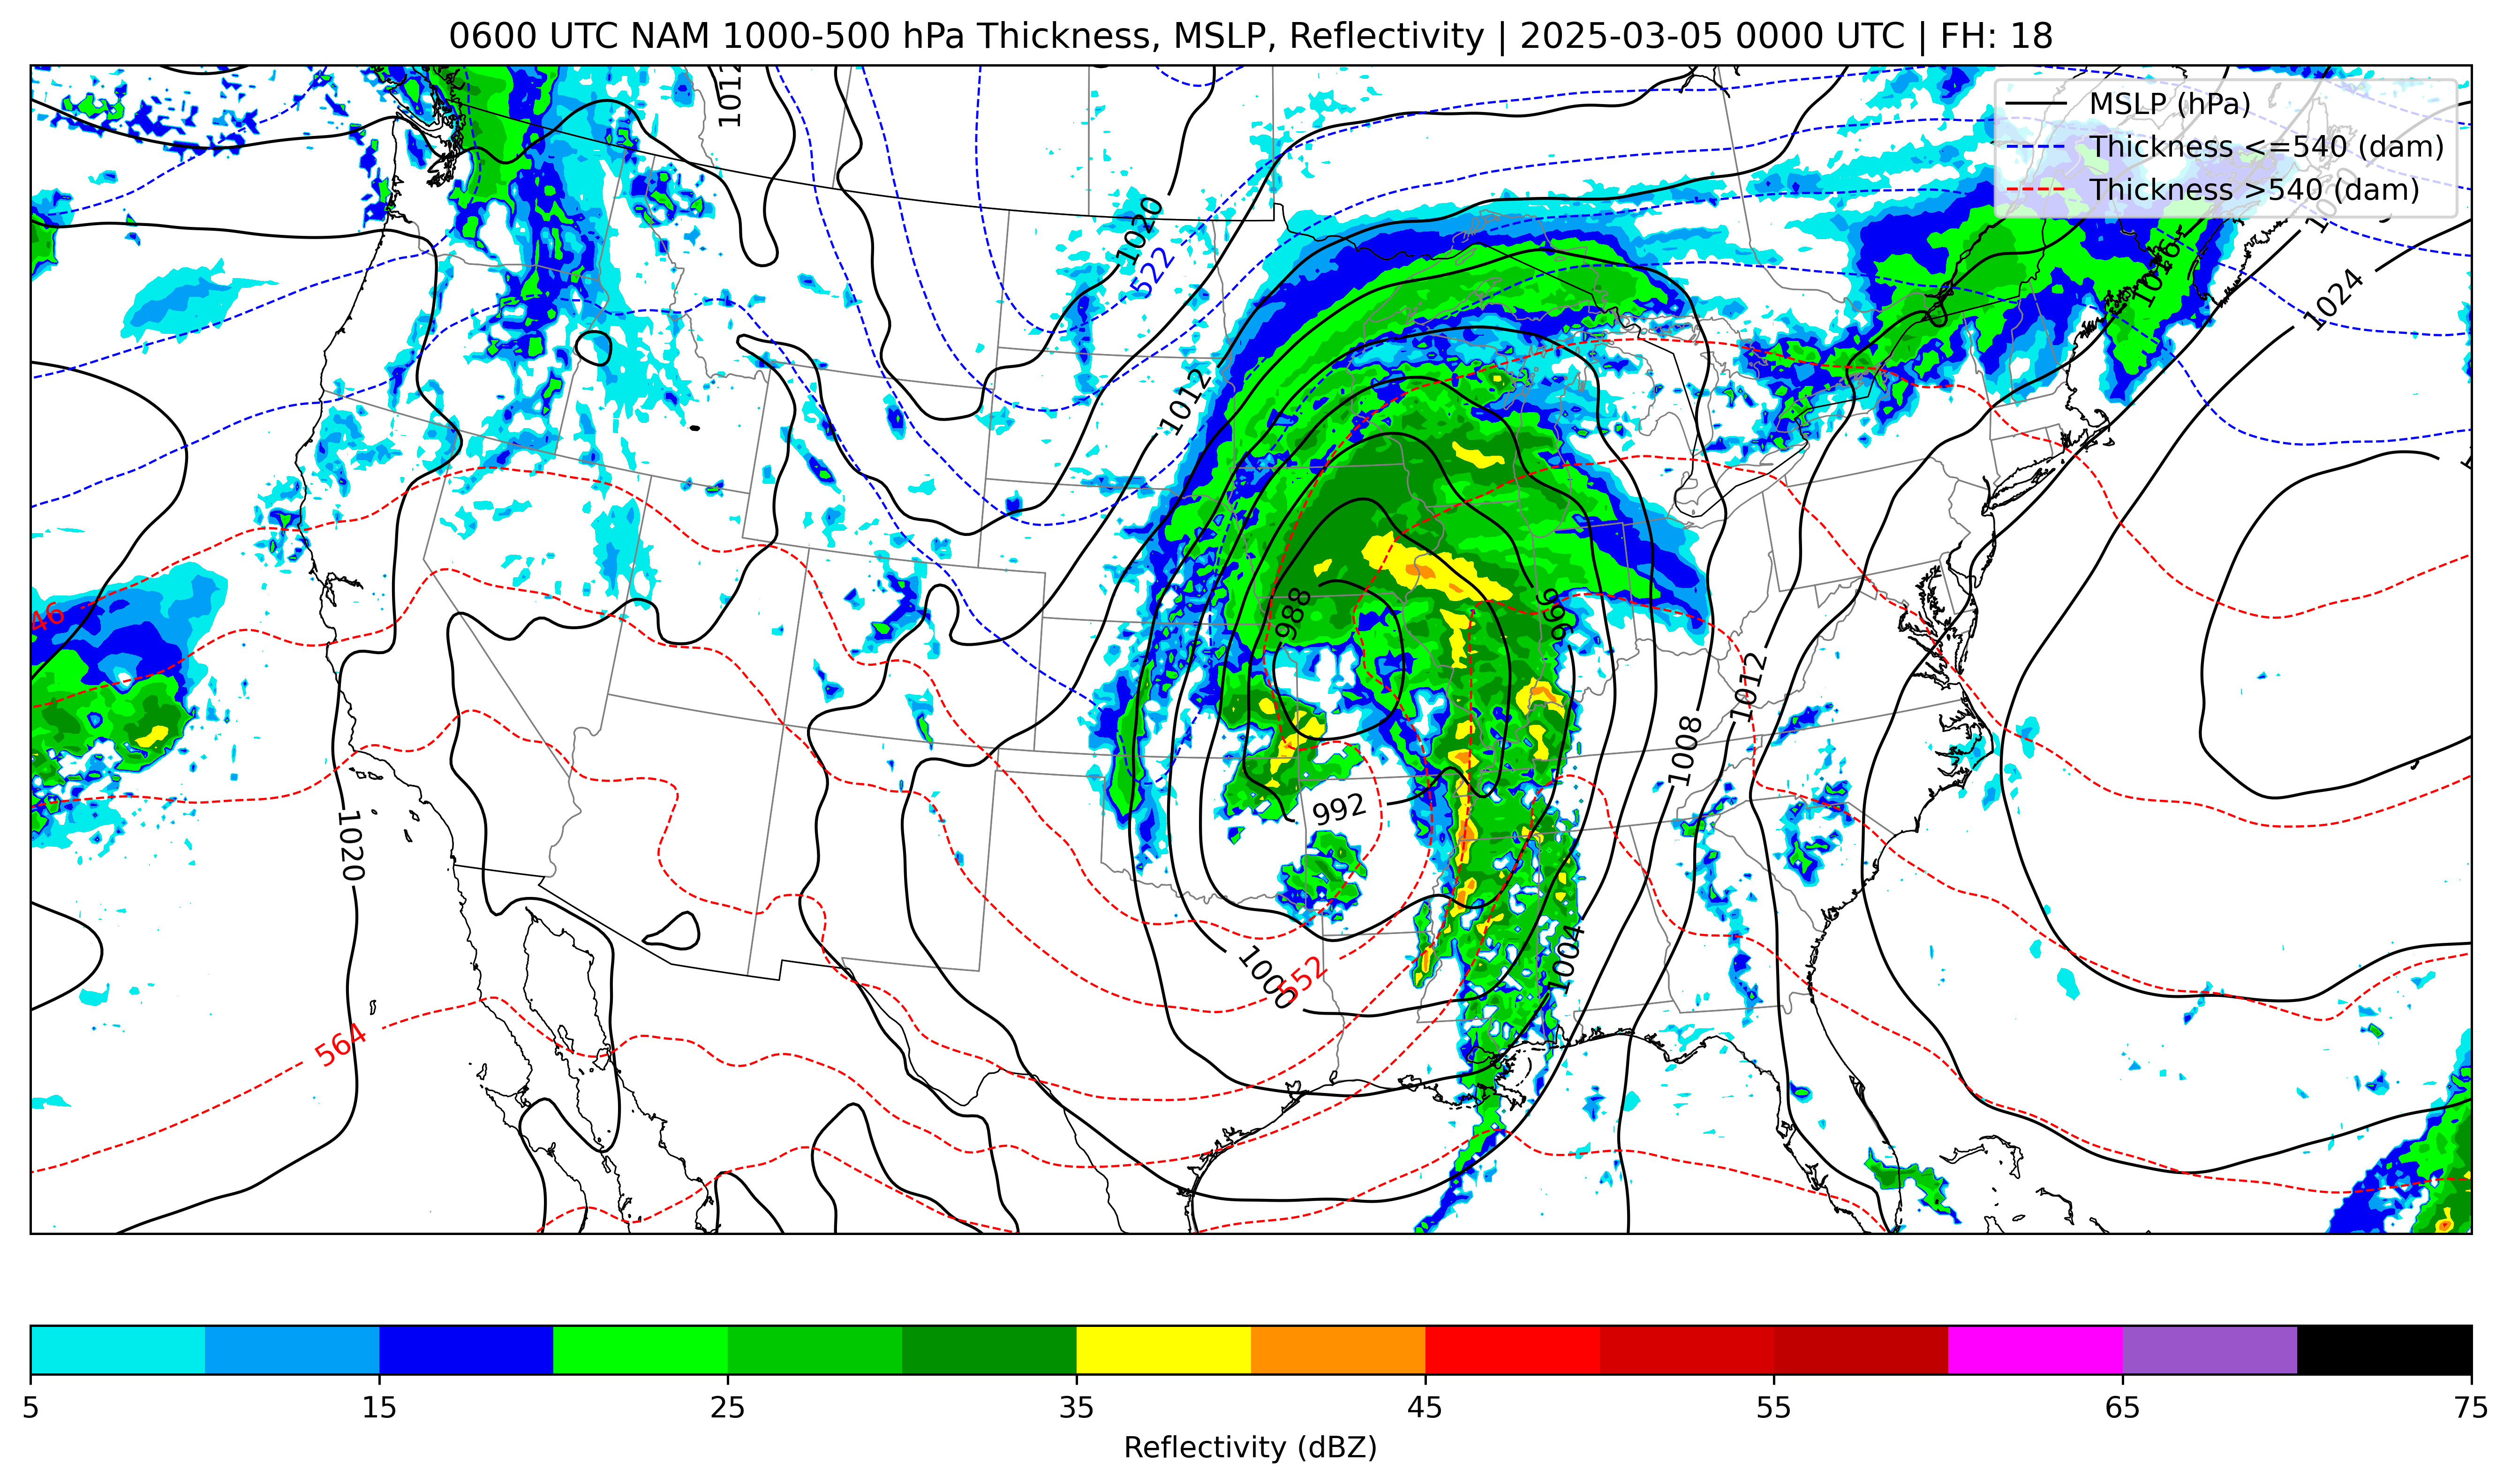 0600 UTC NAM 1000-500 hPa Thickness, MSLP, Reflectivity | 2025-03-05 0000 UTC | FH: 18
MSLP (hPa)
Thickness <=540 (dam)
Thickness >540 (dam)
1012
1020
522
1016
1024
1012
46
988
996
1012
1008
992
1020
1004
1000
552
564
5 15 25 35 45 55 65 75
Reflectivity (dBZ)